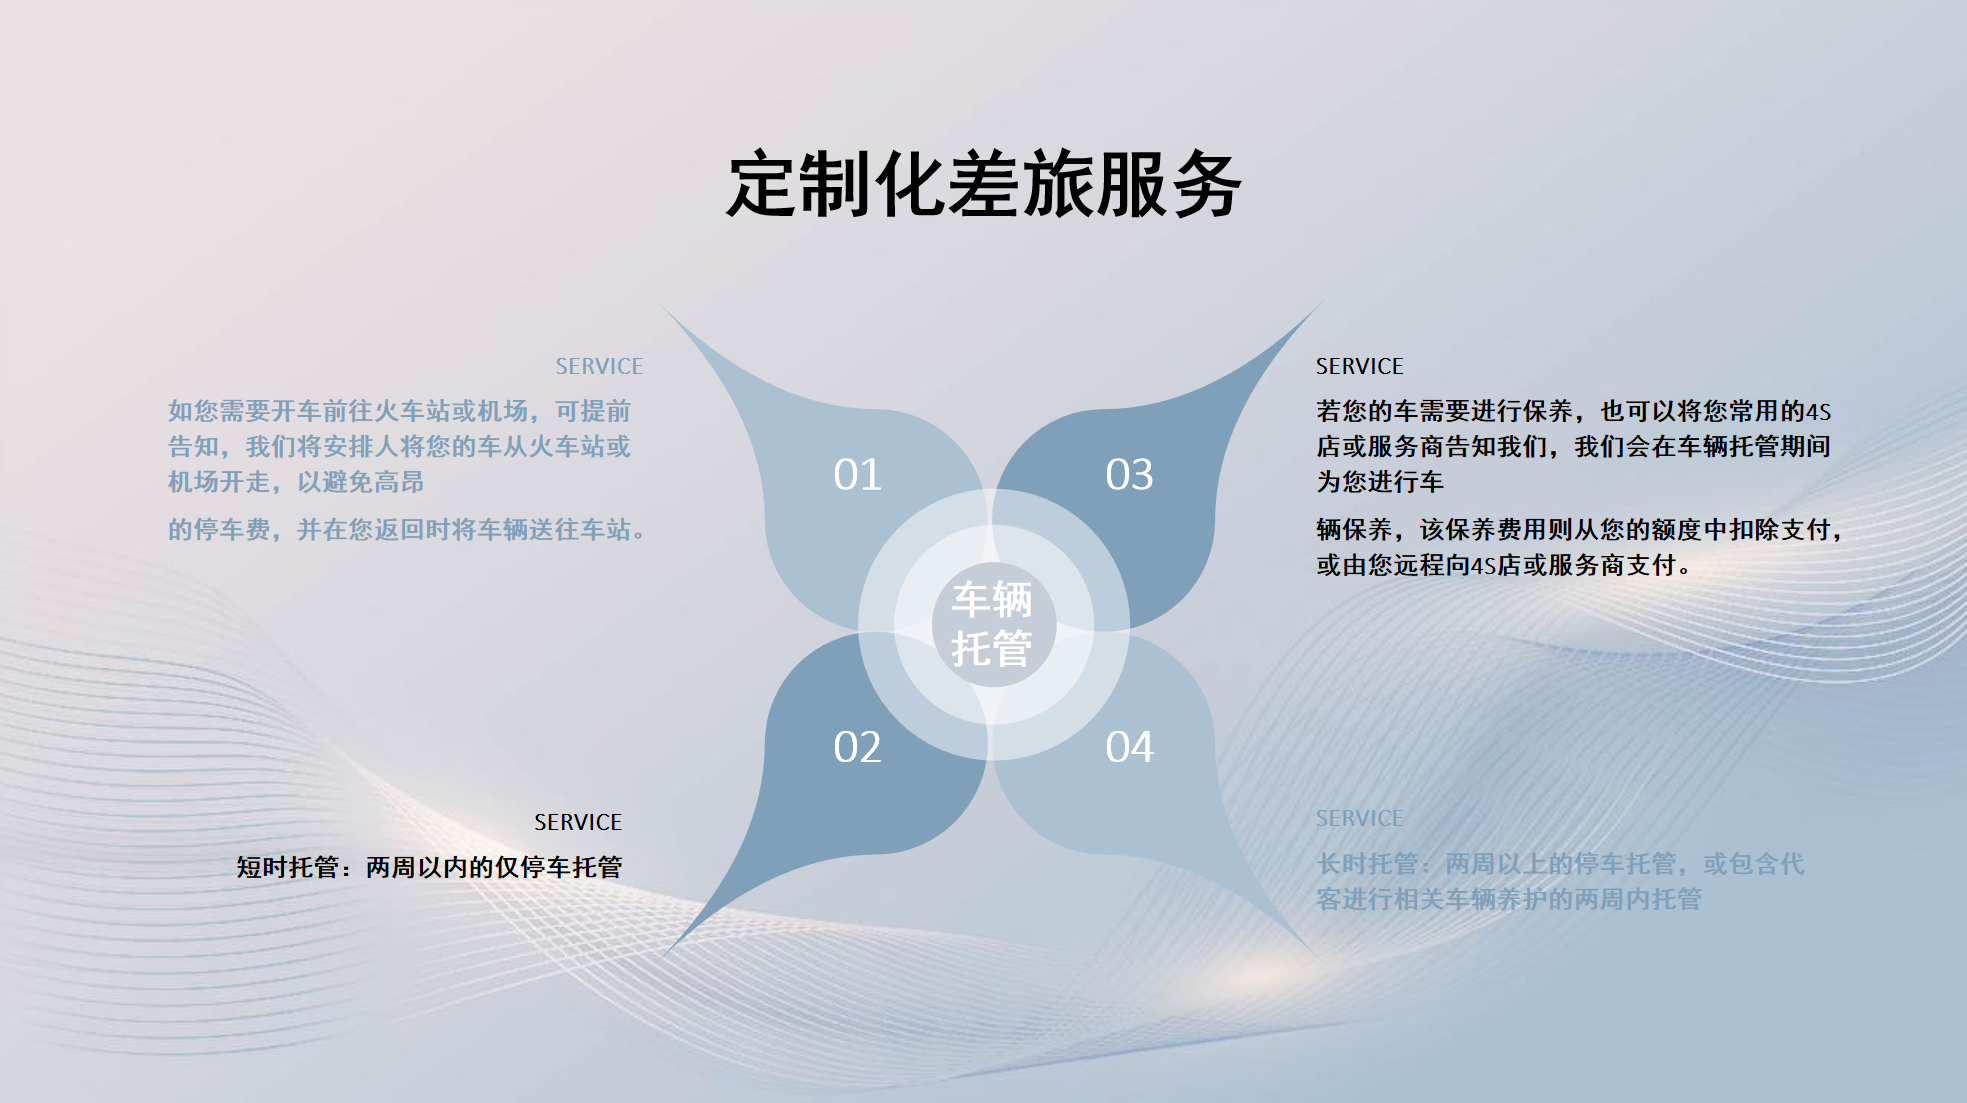 定制化差旅服务
SERVICE
如您需要开车前往火车站或机场，可提前
告知，我们将安排人将您的车从火车站或
机场开走，以避免高昂
的停车费，并在您返回时将车辆送往车站。
01
SERVICE
短时托管：两周以内的仅停车托管
02
车辆
托管
03
SERVICE
若您的车需要进行保养，也可以将您常用的4S
店或服务商告知我们，我们会在车辆托管期间
为您进行车
辆保养，该保养费用则从您的额度中扣除支付，
或由您远程向4S店或服务商支付。
04
SERVICE
长时托管：两周以上的停车托管，或包含代
客进行相关车辆养护的两周内托管